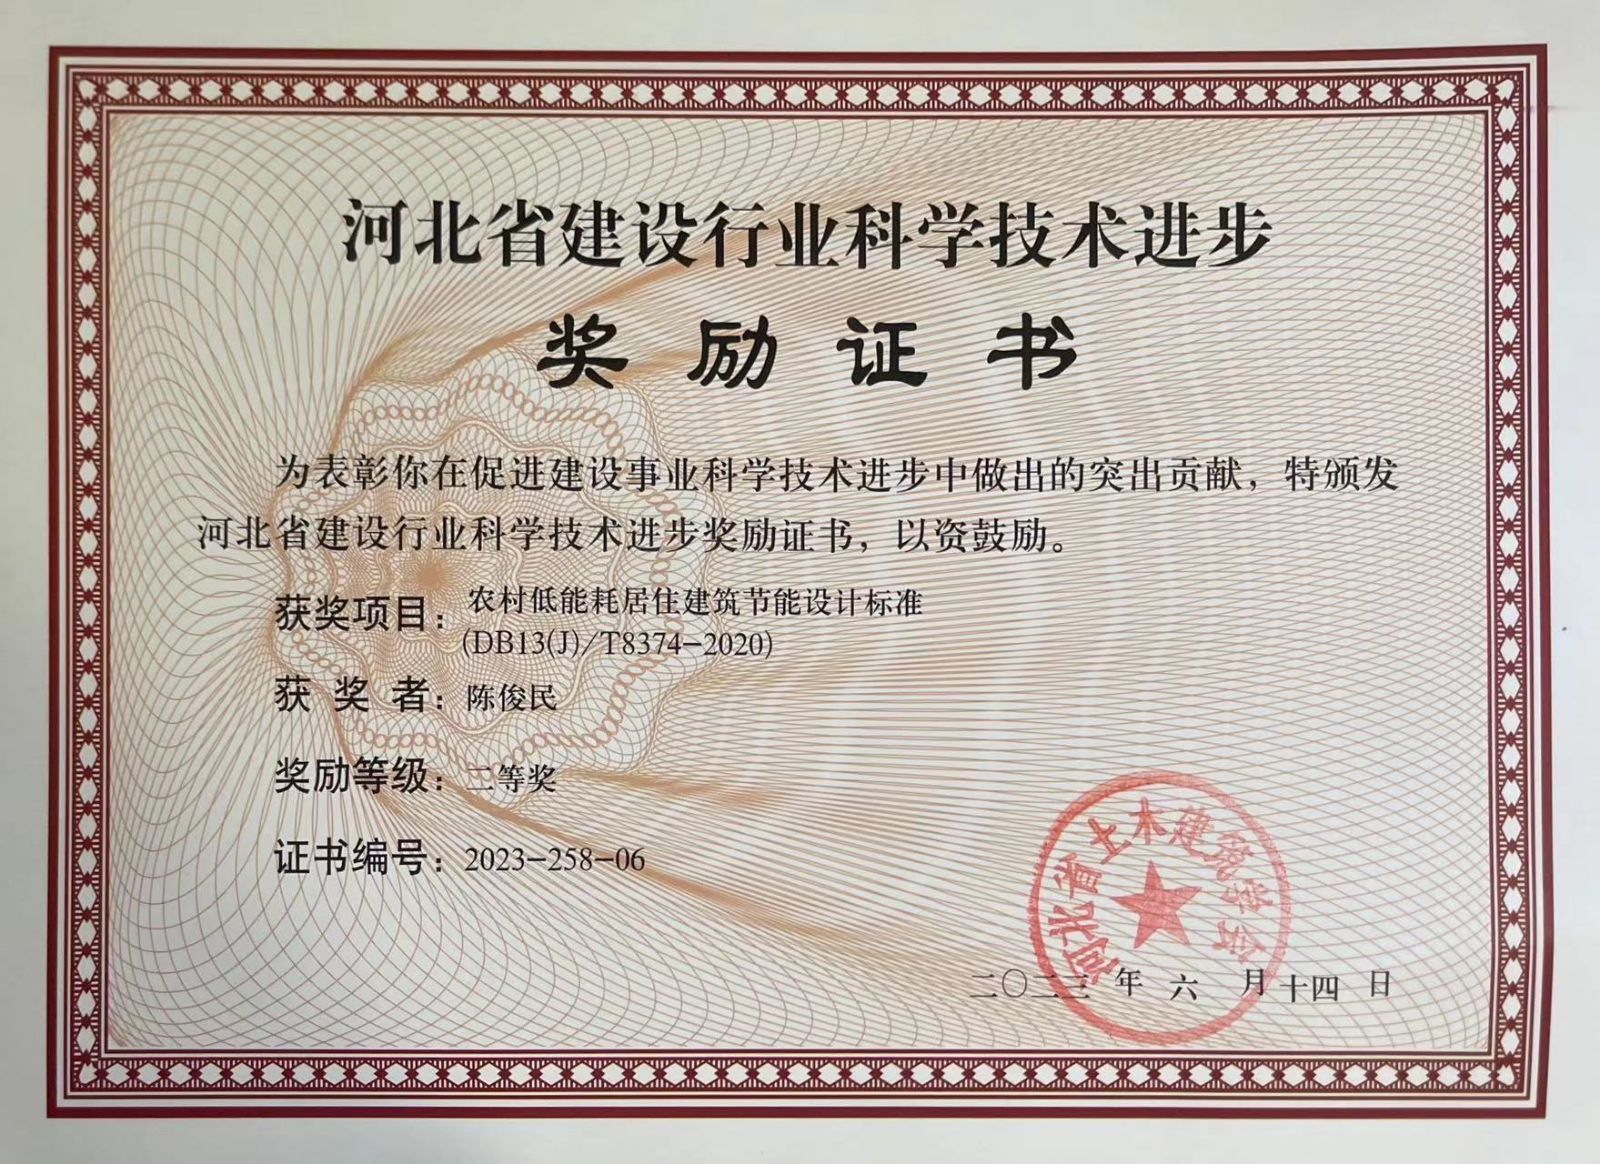 河北省建设行业科学技术进步
奖励证书
为表彰你在促进建设事业科学技术进步中做出的突出贡献，特颁发
河北省建设行业科学技术进步奖励证书，以资鼓励。
获奖项目：农村低能耗居住建筑节能设计标准
(DB13(J)/T8374-2020)
获奖者：陈俊民
奖励等级：二等奖
证书编号：2023-258-06
河北省土木建筑学会
二〇二三年六月十四日